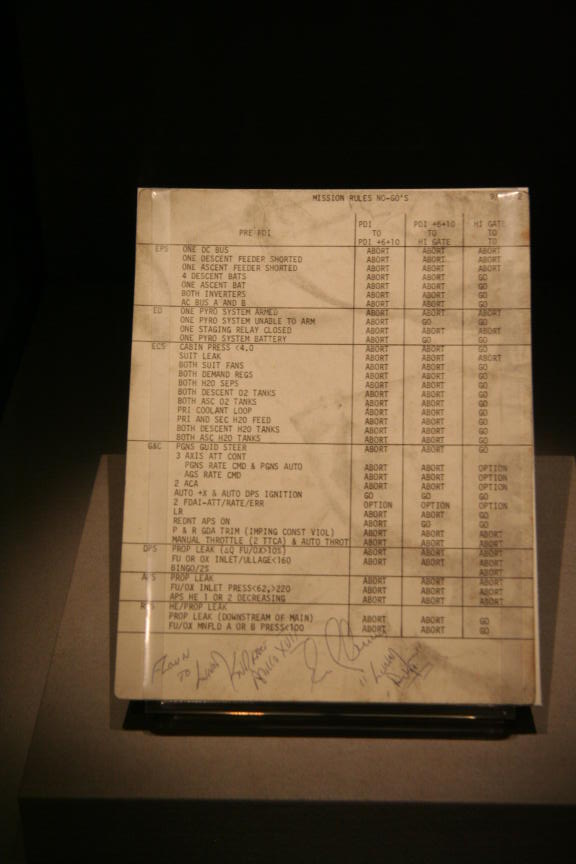 MISSION RULES NO-GO'S
PRE PDI PDI TO PDI +6+10 PDI +6+10 TO HI GATE HI GATE TO TO
EPS ONE DC BUS ABORT ABORT ABORT
ONE DESCENT FEEDER SHORTED ABORT ABORT ABORT
ONE ASCENT FEEDER SHORTED ABORT ABORT ABORT
4 DESCENT BATS ABORT ABORT GO
ONE ASCENT BAT ABORT ABORT GO
BOTH INVERTERS ABORT ABORT GO
AC BUS A AND B ABORT ABORT GO
ED ONE PYRO SYSTEM ARMED ABORT ABORT ABORT
ONE PYRO SYSTEM UNABLE TO ARM ABORT GO GO
ONE STAGING RELAY CLOSED ABORT ABORT ABORT
ONE PYRO SYSTEM BATTERY ABORT GO GO
ECS CABIN PRESS <4.0 ABORT ABORT GO
SUIT LEAK ABORT ABORT ABORT
BOTH SUIT FANS ABORT ABORT GO
BOTH DEMAND REGS ABORT ABORT GO
BOTH H2O SEPS ABORT ABORT GO
BOTH DESCENT O2 TANKS ABORT ABORT GO
BOTH ASC O2 TANKS ABORT ABORT GO
PRI COOLANT LOOP ABORT ABORT GO
PRI AND SEC H2O FEED ABORT ABORT GO
BOTH DESCENT H2O TANKS ABORT ABORT GO
BOTH ASC H2O TANKS ABORT ABORT GO
G&C PGNS GUID STEER ABORT ABORT GO
3 AXIS ATT CONT
PGNS RATE CMD & PGNS AUTO ABORT ABORT OPTION
AGS RATE CMD ABORT ABORT OPTION
2 ACA ABORT ABORT OPTION
AUTO +X & AUTO DPS IGNITION GO GO GO
2 FDAI-ATT/RATE/ERR OPTION OPTION OPTION
LR ABORT ABORT GO
REDNT APS ON ABORT GO GO
P & R GDA TRIM (IMPING CONST VIOL) ABORT ABORT ABORT
MANUAL THROTTLE (2 TTCA) & AUTO THROT ABORT ABORT ABORT
DPS PROP LEAK (ΔQ FU/OX>10%) ABORT ABORT ABORT
FU OR OX INLET/ULLAGE<160 ABORT ABORT ABORT
BINGO/2% ABORT
APS PROP LEAK ABORT ABORT ABORT
FU/OX INLET PRESS<62,>220 ABORT ABORT ABORT
APS HE 1 OR 2 DECREASING ABORT ABORT ABORT
HE/PROP LEAK
PROP LEAK (DOWNSTREAM OF MAIN) ABORT ABORT GO
FU/OX MNFLD A OR B PRESS<100 ABORT ABORT GO
Flown
To
Apollo XVII